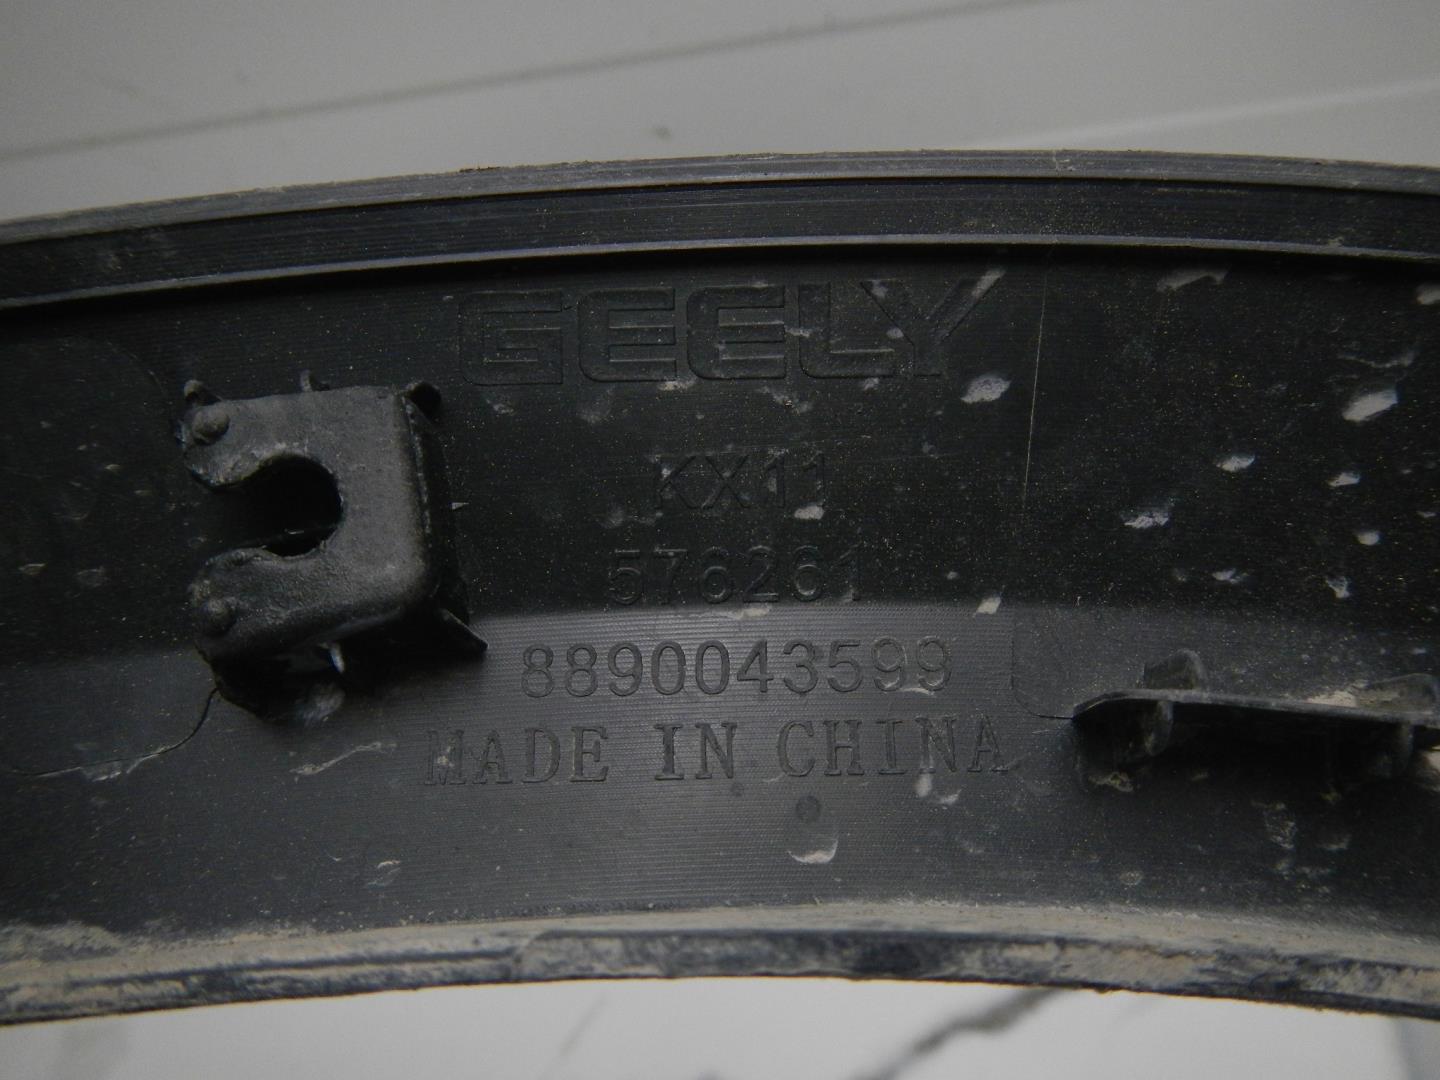 GEELY
KX11
576261
8890043599
MADE IN CHINA